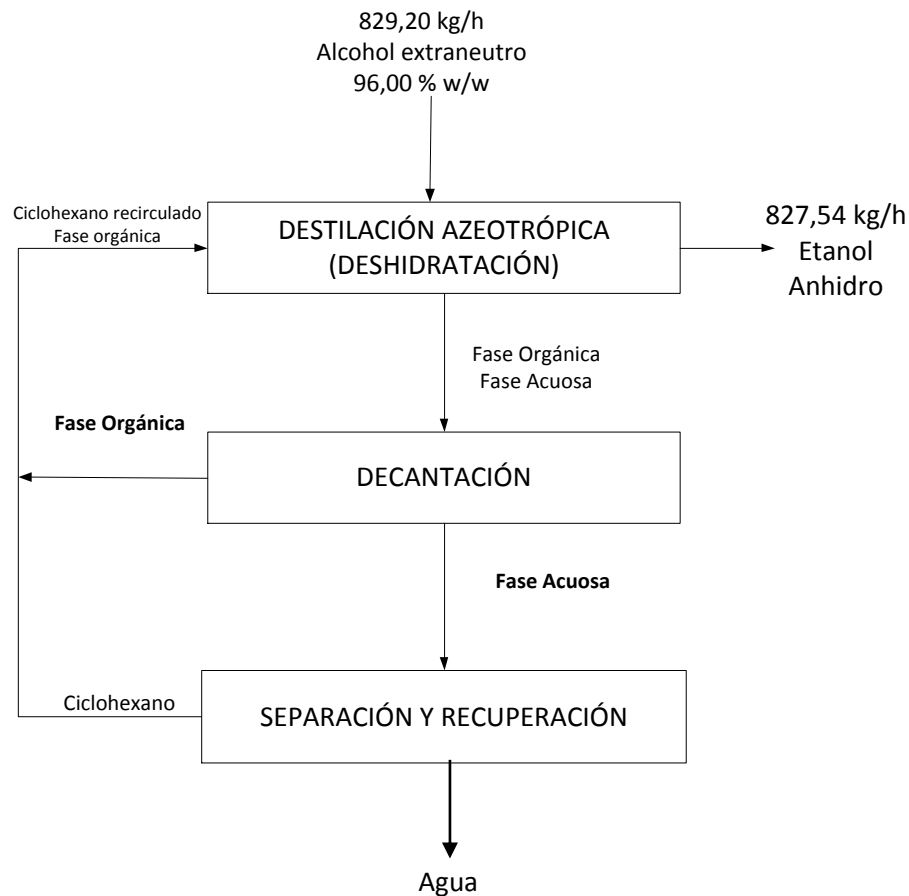 829,20 kg/h
Alcohol extraneutro
96,00 % w/w
Ciclohexano recirculado
Fase orgánica
DESTILACIÓN AZEOTRÓPICA
(DESHIDRATACIÓN)
827,54 kg/h
Etanol
Anhidro
Fase Orgánica
Fase Acuosa
Fase Orgánica
DECANTACIÓN
Fase Acuosa
Ciclohexano
SEPARACIÓN Y RECUPERACIÓN
Agua